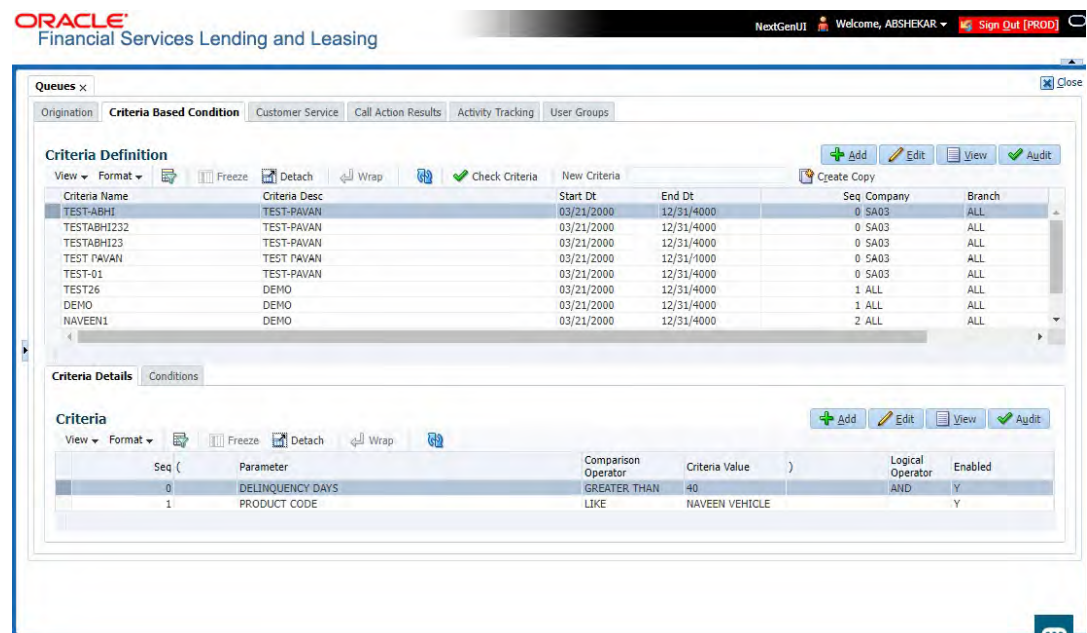 ORACLE
Financial Services Lending and Leasing
NextGenUI Welcome, ABSHEKAR Sign Out [PROD]
Queues x Close
Origination Criteria Based Condition Customer Service Call Action Results Activity Tracking User Groups
Criteria Definition Add Edit View Audit
View Format Freeze Detach Wrap Check Criteria New Criteria Create Copy
Criteria Name Criteria Desc Start Dt End Dt Seq Company Branch
TEST-ABHI TEST-PAVAN 03/21/2000 12/31/4000 0 SA03 ALL
TESTABHI232 TEST-PAVAN 03/21/2000 12/31/4000 0 SA03 ALL
TESTABHI23 TEST-PAVAN 03/21/2000 12/31/4000 0 SA03 ALL
TEST PAVAN TEST PAVAN 03/21/2000 12/31/4000 0 SA03 ALL
TEST-01 TEST-PAVAN 03/21/2000 12/31/4000 0 SA03 ALL
TEST26 DEMO 03/21/2000 12/31/4000 1 ALL ALL
DEMO DEMO 03/21/2000 12/31/4000 1 ALL ALL
NAVEEN1 DEMO 03/21/2000 12/31/4000 2 ALL ALL
Criteria Details Conditions
Criteria Add Edit View Audit
View Format Freeze Detach Wrap
Seq ( Parameter Comparison Operator Criteria Value ) Logical Operator Enabled
0 DELINQUENCY DAYS GREATER THAN 40 AND Y
1 PRODUCT CODE LIKE NAVEEN VEHICLE Y